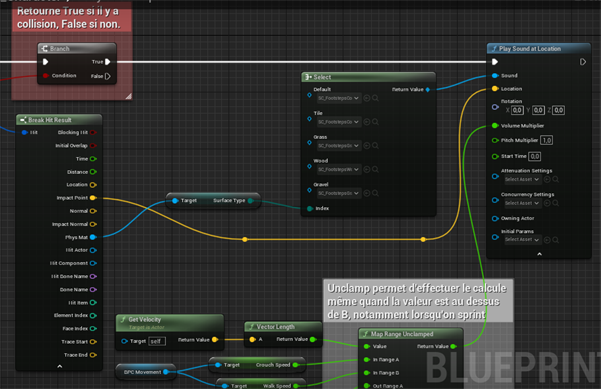 Retourne True si il y a
collision, False si non.
Branch
True
Condition
False
Break Hit Result
Hit
Blocking Hit
Initial Overlap
Time
Distance
Location
Impact Point
Normal
Impact Normal
Phys Mat
Hit Actor
Hit Component
Hit Bone Name
Bone Name
Hit Item
Element Index
Face Index
Trace Start
Trace End
Target
Surface Type
Select
Default
Return Value
SC_FootstepsCo
Tile
SC_FootstepsCo
Grass
SC_FootstepsGr
Wood
SC_FootstepsWo
Gravel
SC_FootstepsGr
Index
Play Sound at Location
Sound
Location
Rotation
X 0,0 Y 0,0 Z 0,0
Volume Multiplier
Pitch Multiplier 1,0
Start Time 0,0
Attenuation Settings
Select Asset
Concurrency Settings
Select Asset
Owning Actor
Initial Params
Select Asset
Unclamp permet d'effectuer le calcule
même quand la valeur est au dessus
de B, notamment lorsqu'on sprint
Get Velocity
Target is Actor
Target self
Return Value
Vector Length
A
Return Value
Map Range Unclamped
Value
Return Value
In Range A
In Range B
Out Range A
GPC Movement
Target
Crouch Speed
Target
Walk Speed
BLUEPRIN